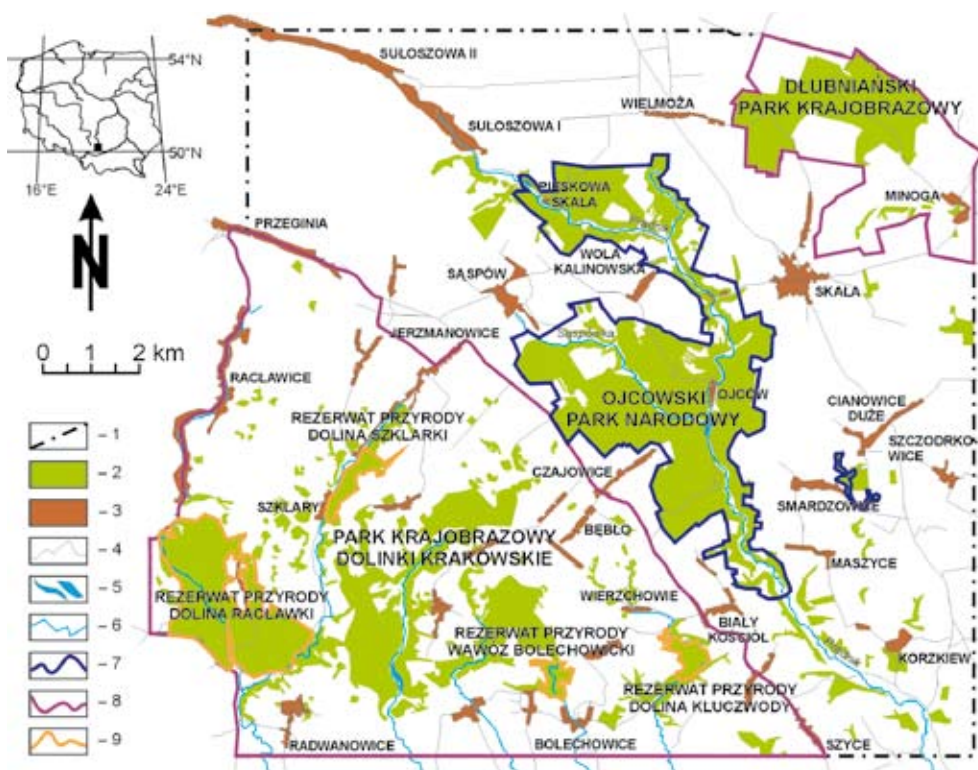 54°N
50°N
16°E
24°E
N
0 1 2 km
– 1
– 2
– 3
– 4
– 5
– 6
– 7
– 8
– 9
SUŁOSZOWA II
SUŁOSZOWA I
WIELMOŻA
DŁUBNIAŃSKI
PARK KRAJOBRAZOWY
MINOGA
PIESKOWA
SKAŁA
PRZEGINIA
WOLA
KALINOWSKA
SĄSPÓW
SKAŁA
JERZMANOWICE
Sąspówka
RACŁAWICE
OJCOWSKI
PARK NARODOWY
OJCÓW
REZERWAT PRZYRODY
DOLINA SZKLARKI
CIANOWICE
DUŻE
SZCZODRKO-
WICE
CZAJOWICE
SZKLARY
SMARDZOWICE
PARK KRAJOBRAZOWY
DOLINKI KRAKOWSKIE
BĘBŁO
MASZYCE
REZERWAT PRZYRODY
DOLINA RACŁAWKI
WIERZCHOWIE
BIAŁY
KOŚCIÓŁ
REZERWAT PRZYRODY
WĄWÓZ BOLECHOWICKI
KORZKIEW
REZERWAT PRZYRODY
DOLINA KLUCZWODY
RADWANOWICE
BOLECHOWICE
SZYCE